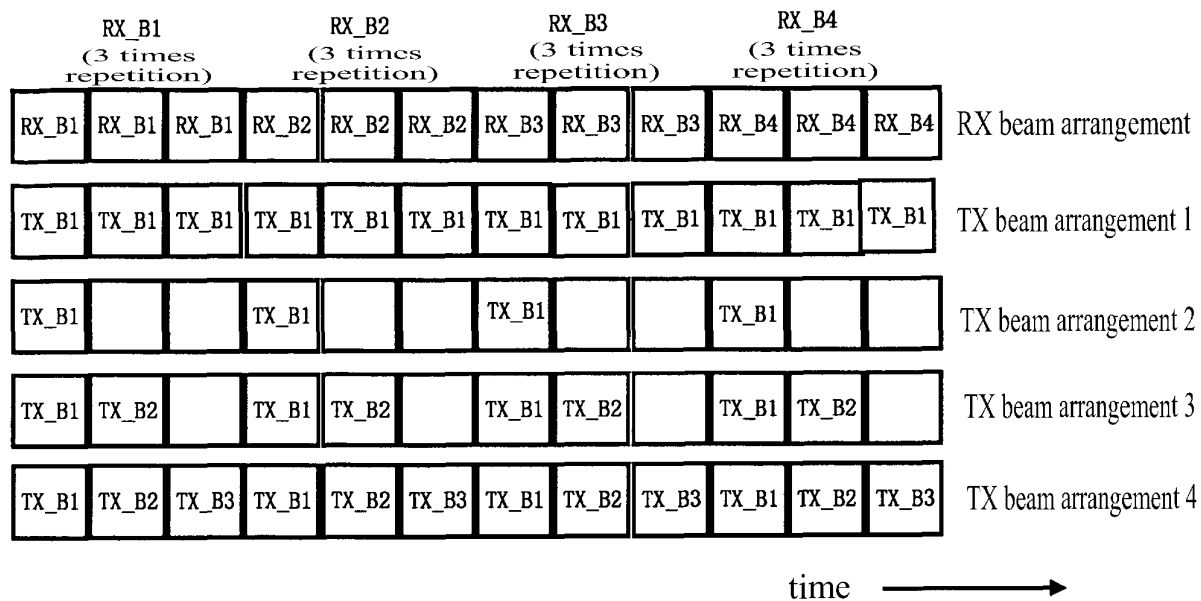 RX_B1 RX_B2 RX_B3 RX_B4
(3 times (3 times (3 times (3 times
repetition) repetition) repetition) repetition)
RX_B1 RX_B1 RX_B1 RX_B2 RX_B2 RX_B2 RX_B3 RX_B3 RX_B3 RX_B4 RX_B4 RX_B4 RX beam arrangement
TX_B1 TX_B1 TX_B1 TX_B1 TX_B1 TX_B1 TX_B1 TX_B1 TX_B1 TX_B1 TX_B1 TX_B1 TX beam arrangement 1
TX_B1 TX_B1 TX_B1 TX_B1 TX beam arrangement 2
TX_B1 TX_B2 TX_B1 TX_B2 TX_B1 TX_B2 TX_B1 TX_B2 TX beam arrangement 3
TX_B1 TX_B2 TX_B3 TX_B1 TX_B2 TX_B3 TX_B1 TX_B2 TX_B3 TX_B1 TX_B2 TX_B3 TX beam arrangement 4
time